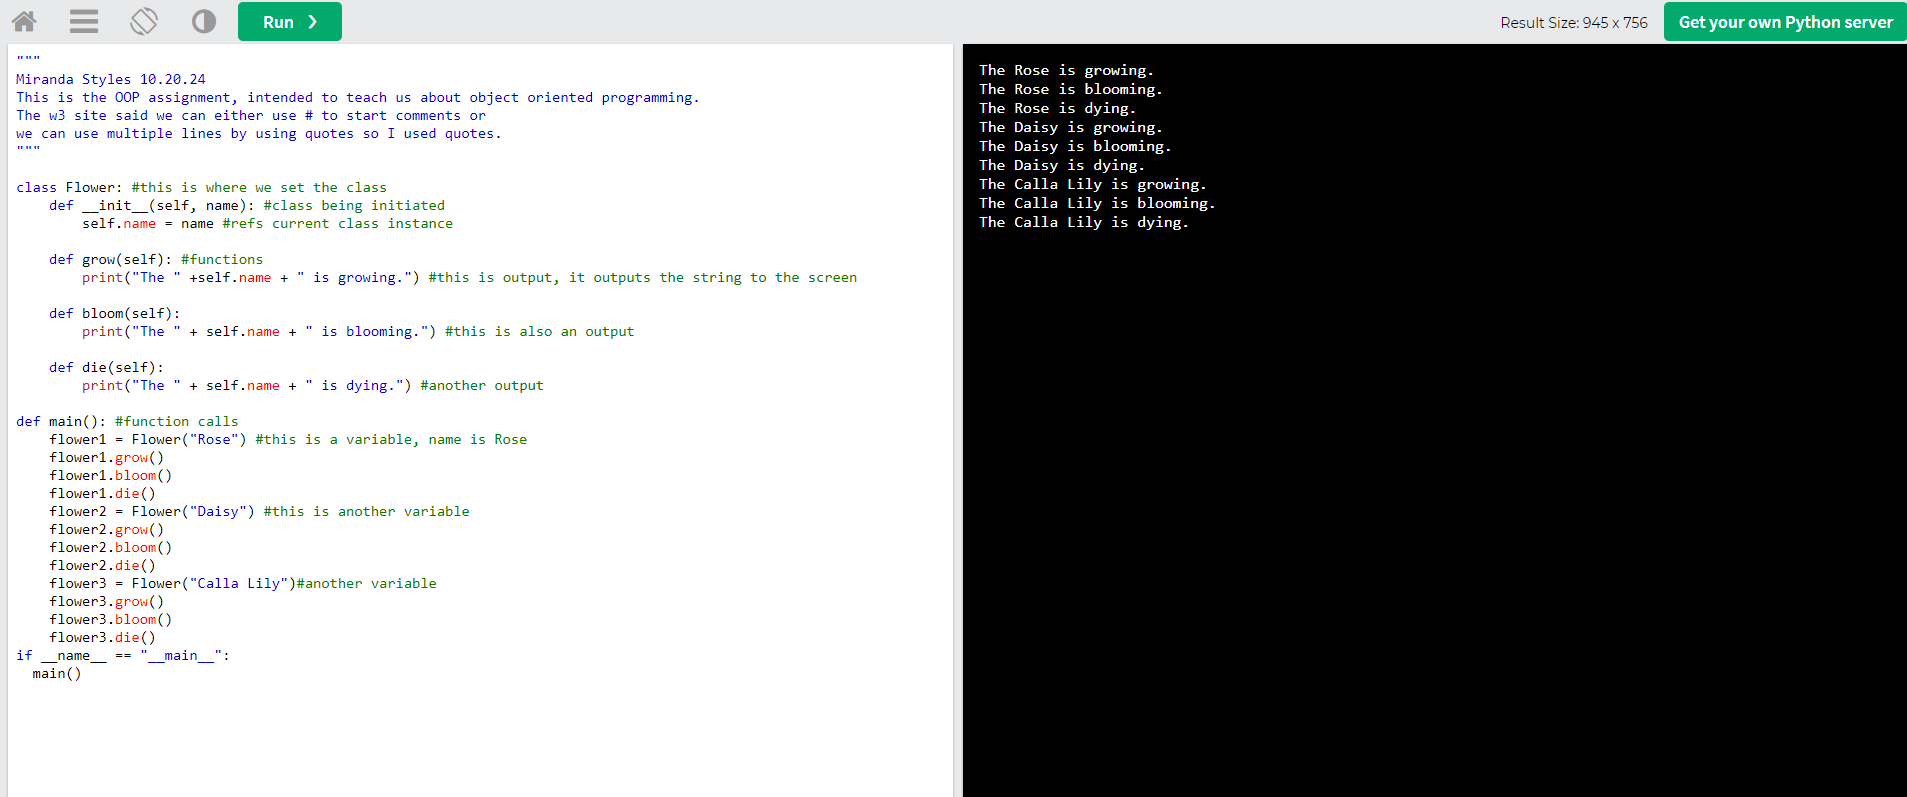 Run ❯
Result Size: 945 x 756
Get your own Python server
"""
Miranda Styles 10.20.24
This is the OOP assignment, intended to teach us about object oriented programming.
The w3 site said we can either use # to start comments or
we can use multiple lines by using quotes so I used quotes.
"""
class Flower: #this is where we set the class
    def __init__(self, name): #class being initiated
        self.name = name #refs current class instance
    def grow(self): #functions
        print("The " +self.name + " is growing.") #this is output, it outputs the string to the screen
    def bloom(self):
        print("The " + self.name + " is blooming.") #this is also an output
    def die(self):
        print("The " + self.name + " is dying.") #another output
def main(): #function calls
    flower1 = Flower("Rose") #this is a variable, name is Rose
    flower1.grow()
    flower1.bloom()
    flower1.die()
    flower2 = Flower("Daisy") #this is another variable
    flower2.grow()
    flower2.bloom()
    flower2.die()
    flower3 = Flower("Calla Lily")#another variable
    flower3.grow()
    flower3.bloom()
    flower3.die()
if __name__ == "__main__":
  main()
The Rose is growing.
The Rose is blooming.
The Rose is dying.
The Daisy is growing.
The Daisy is blooming.
The Daisy is dying.
The Calla Lily is growing.
The Calla Lily is blooming.
The Calla Lily is dying.